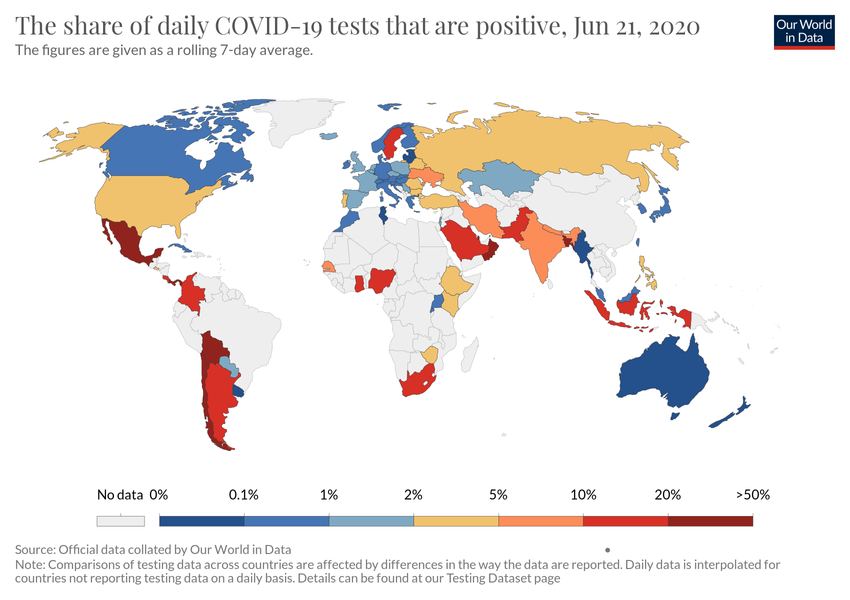 The share of daily COVID-19 tests that are positive, Jun 21, 2020
Our World
in Data
The figures are given as a rolling 7-day average.
No data 0% 0.1% 1% 2% 5% 10% 20% >50%
Source: Official data collated by Our World in Data
Note: Comparisons of testing data across countries are affected by differences in the way the data are reported. Daily data is interpolated for
countries not reporting testing data on a daily basis. Details can be found at our Testing Dataset page